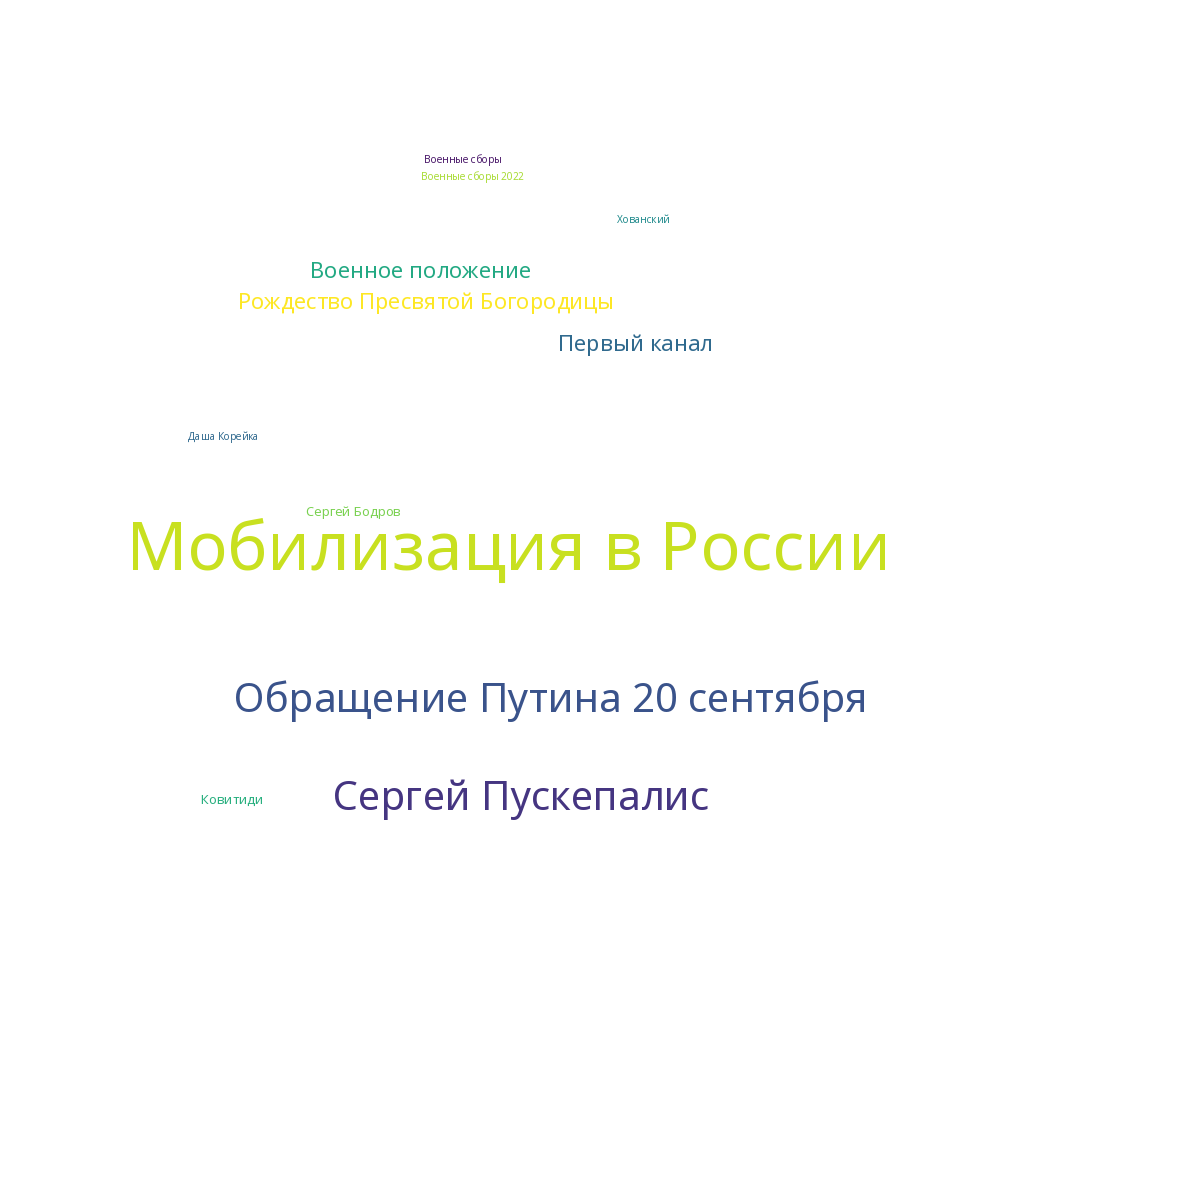 Военные сборы
Военные сборы 2022
Хованский
Военное положение
Рождество Пресвятой Богородицы
Первый канал
Даша Корейка
Сергей Бодров
Мобилизация в России
Обращение Путина 20 сентября
Сергей Пускепалис
Ковитиди